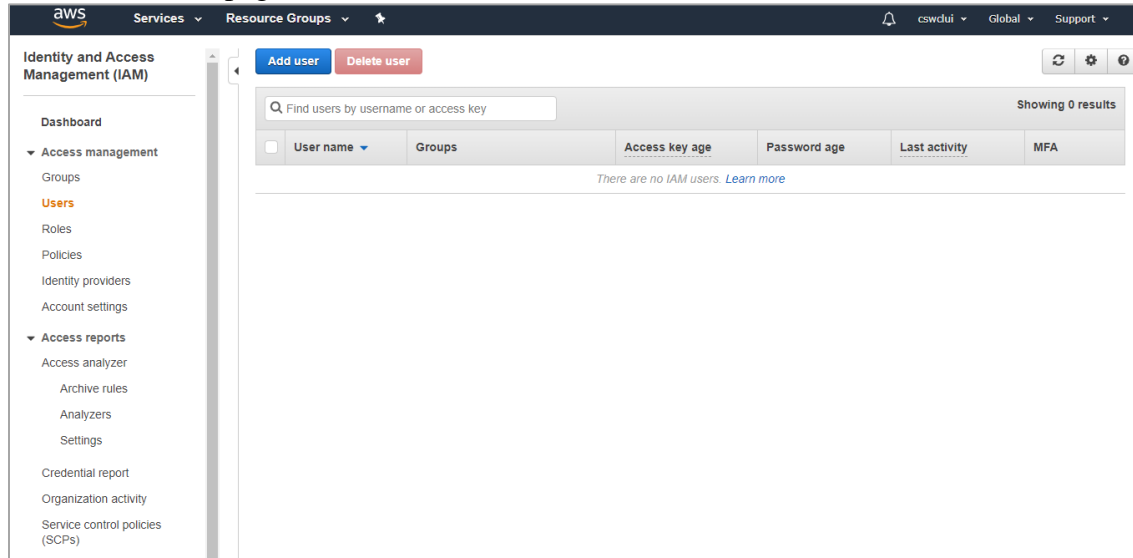 aws Services Resource Groups cswclui Global Support
Identity and Access
Management (IAM)
Dashboard
Access management
Groups
Users
Roles
Policies
Identity providers
Account settings
Access reports
Access analyzer
Archive rules
Analyzers
Settings
Credential report
Organization activity
Service control policies
(SCPs)
Add user Delete user
Find users by username or access key Showing 0 results
User name Groups Access key age Password age Last activity MFA
There are no IAM users. Learn more